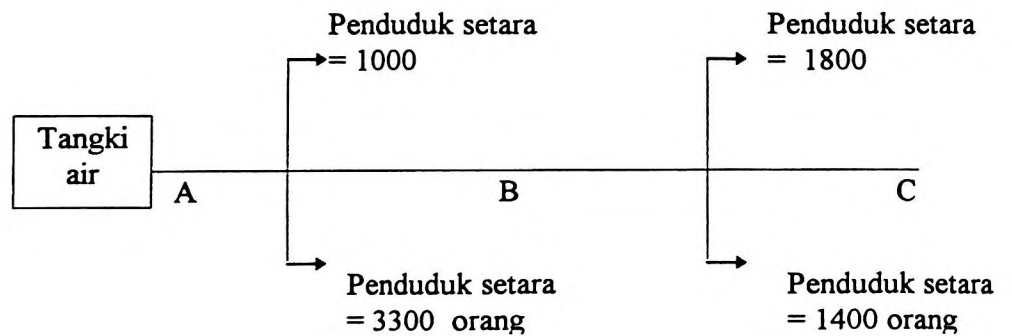 Penduduk setara
= 1000
Penduduk setara
= 1800
Tangki
air
A
B
C
Penduduk setara
= 3300 orang
Penduduk setara
= 1400 orang